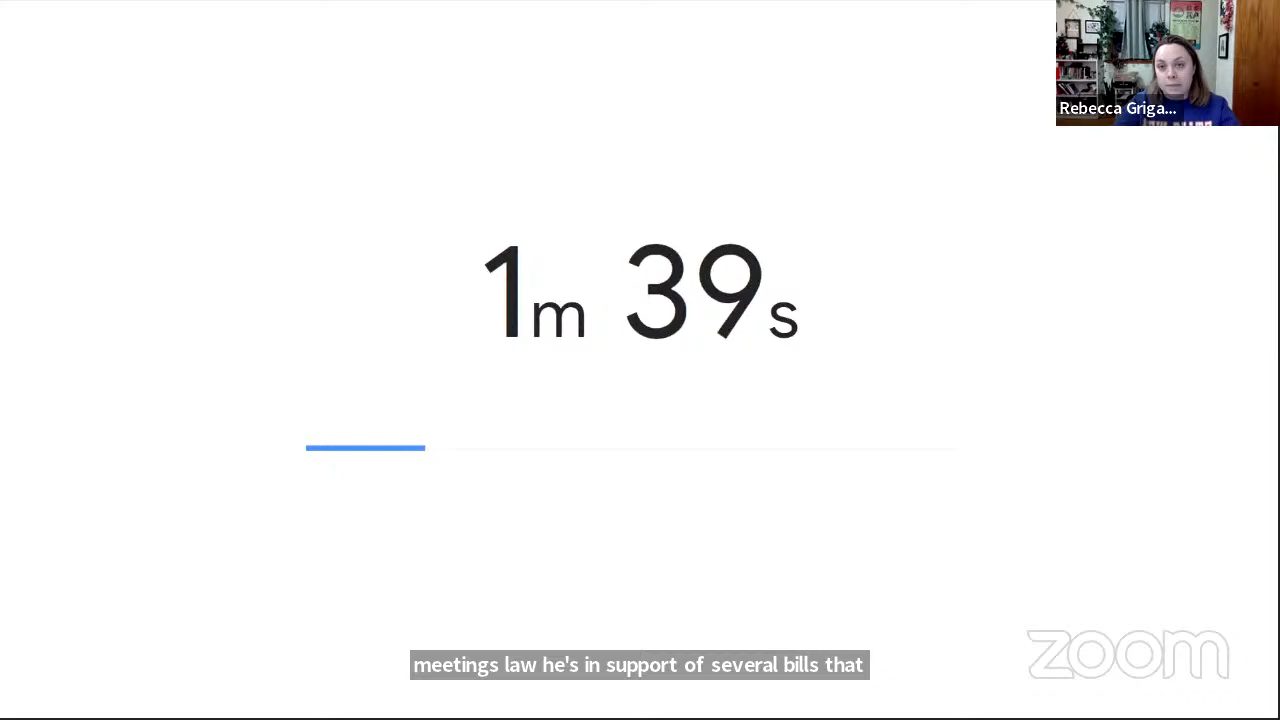 Rebecca Griga...
1m 39s
meetings law he's in support of several bills that
zoom